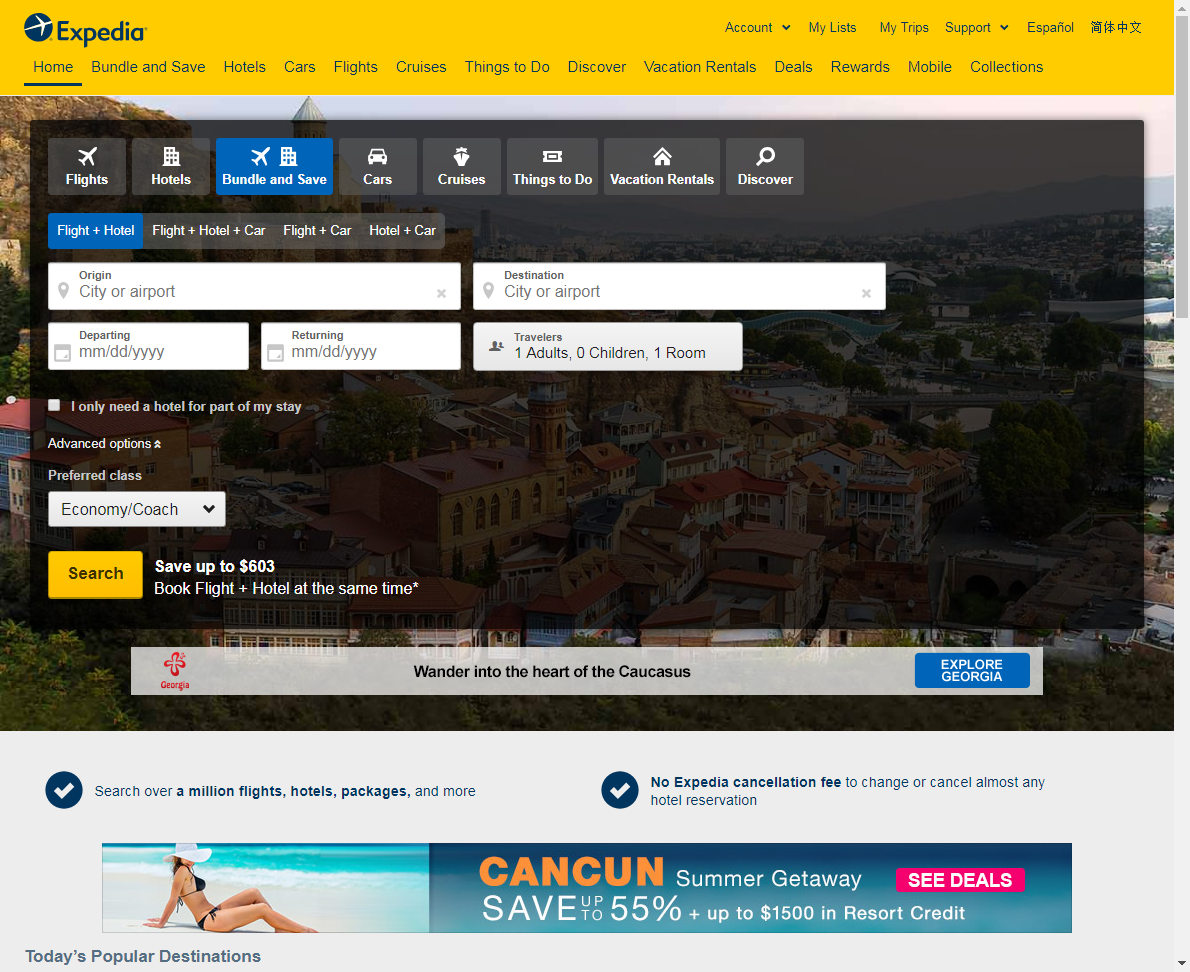 Expedia
Account My Lists My Trips Support Español 简体中文
Home Bundle and Save Hotels Cars Flights Cruises Things to Do Discover Vacation Rentals Deals Rewards Mobile Collections
Flights Hotels Bundle and Save Cars Cruises Things to Do Vacation Rentals Discover
Flight + Hotel Flight + Hotel + Car Flight + Car Hotel + Car
Origin
City or airport
Destination
City or airport
Departing
mm/dd/yyyy
Returning
mm/dd/yyyy
Travelers
1 Adults, 0 Children, 1 Room
I only need a hotel for part of my stay
Advanced options
Preferred class
Economy/Coach
Search
Save up to $603
Book Flight + Hotel at the same time*
Georgia
Wander into the heart of the Caucasus
EXPLORE
GEORGIA
Search over a million flights, hotels, packages, and more
No Expedia cancellation fee to change or cancel almost any
hotel reservation
CANCUN Summer Getaway SEE DEALS
SAVE UP TO 55% + up to $1500 in Resort Credit
Today’s Popular Destinations